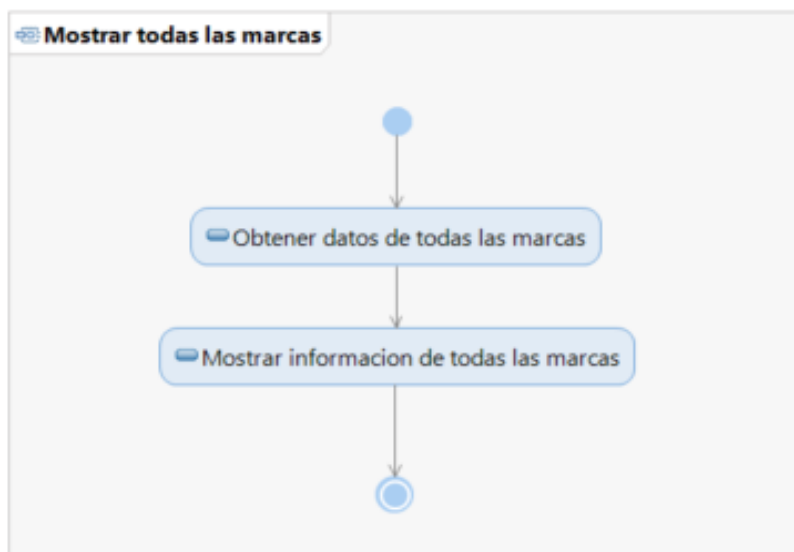 Mostrar todas las marcas
Obtener datos de todas las marcas
Mostrar informacion de todas las marcas